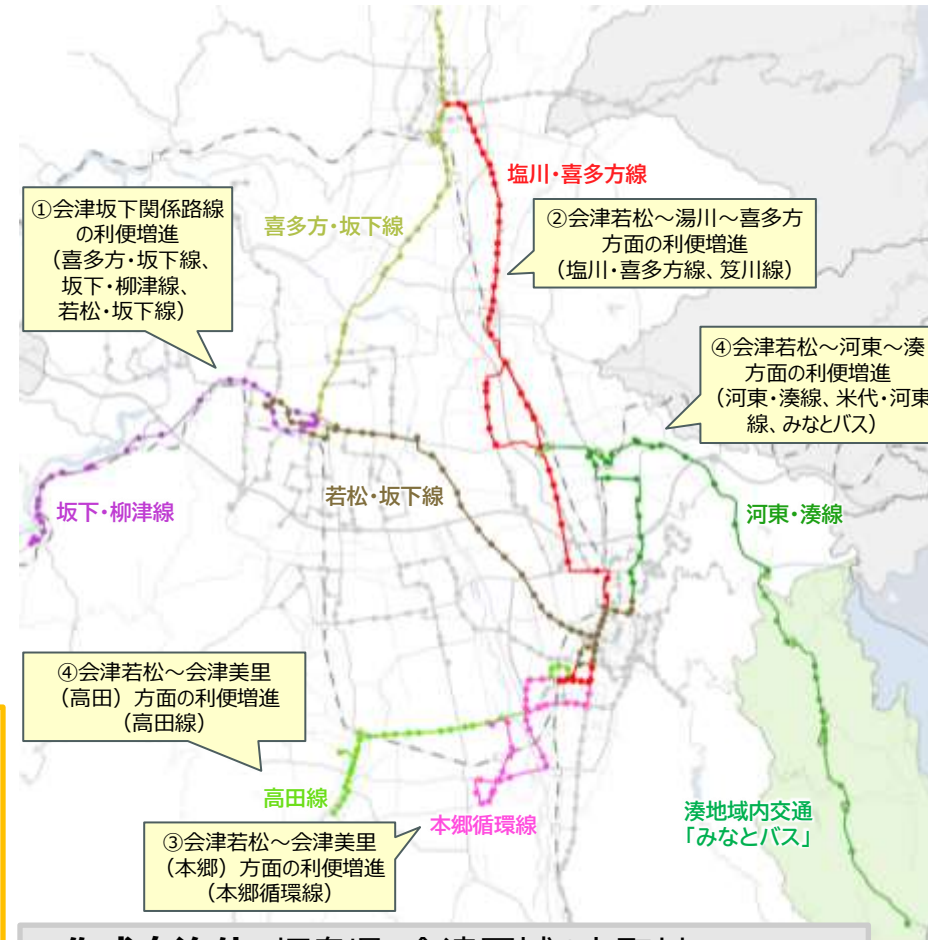 塩川・喜多方線
①会津坂下関係路線
の利便増進
（喜多方・坂下線、
坂下・柳津線、
若松・坂下線）
喜多方・坂下線
②会津若松～湯川～喜多方
方面の利便増進
（塩川・喜多方線、笈川線）
④会津若松～河東～湊
方面の利便増進
（河東・湊線、米代・河東
線、みなとバス）
坂下・柳津線
若松・坂下線
河東・湊線
④会津若松～会津美里
（高田）方面の利便増進
（高田線）
高田線
本郷循環線
湊地域内交通
「みなとバス」
③会津若松～会津美里
（本郷）方面の利便増進
（本郷循環線）